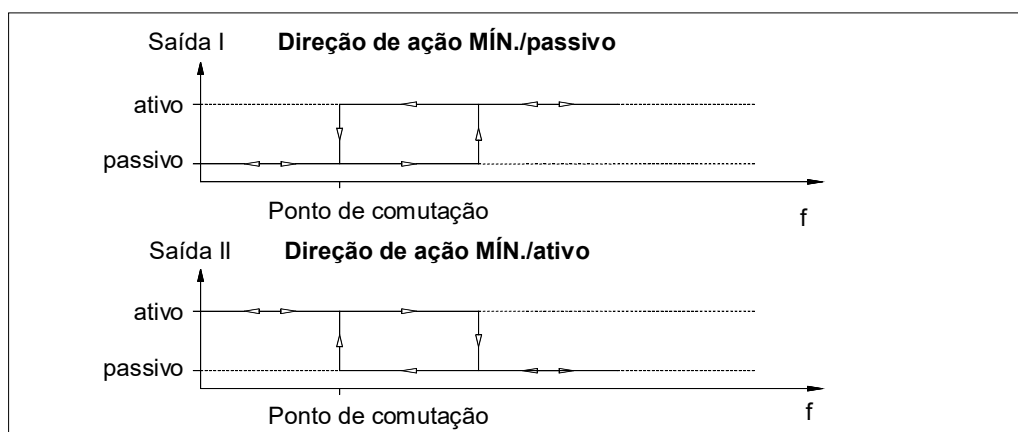 Saída I Direção de ação MÍN./passivo
ativo
passivo
Ponto de comutação f
Saída II Direção de ação MÍN./ativo
ativo
passivo
Ponto de comutação f